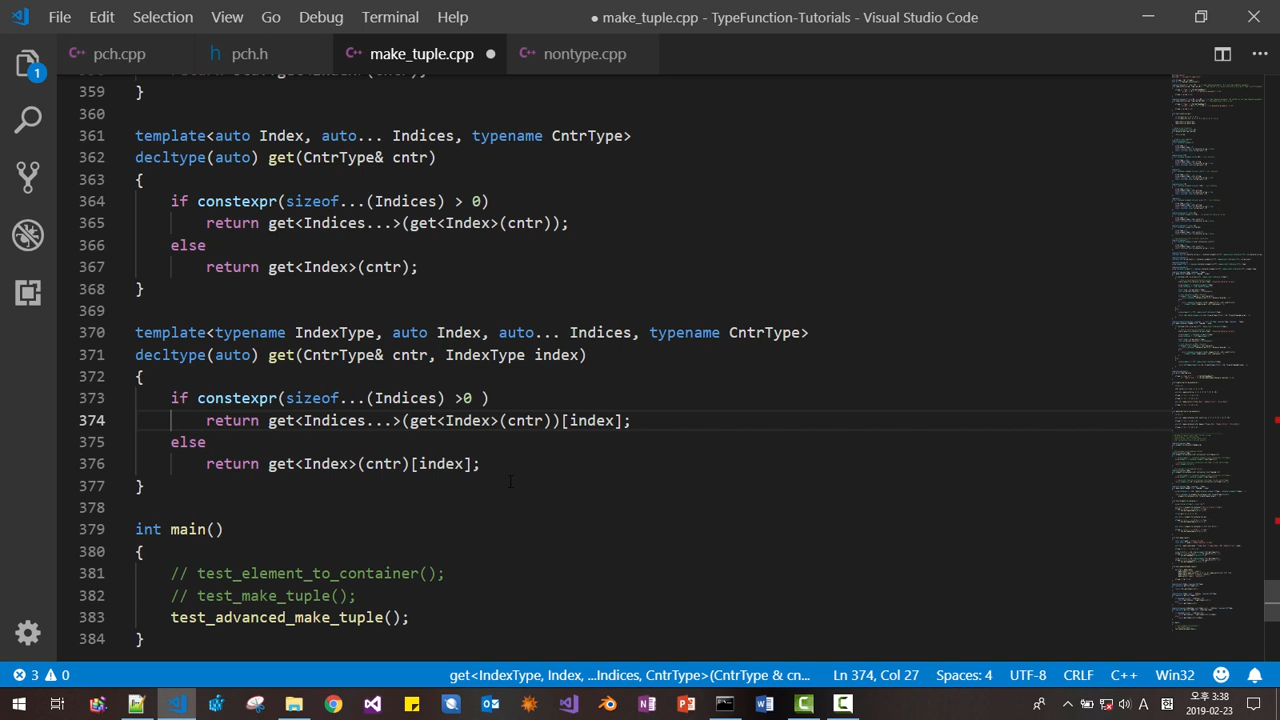 File Edit Selection View Go Debug Terminal Help
● make_tuple.cpp - TypeFunction-Tutorials - Visual Studio Code
pch.cpp pch.h make_tuple.cpp ● nontype.cpp
1
359 }
360
361 template<auto Index, auto... Indices, typename CntrType>
362 decltype(auto) get(CntrType& cntr)
363 {
364 if constexpr(sizeof...(Indices) > 0)
365 return get<Indices...>(get<Index>(cntr));
366 else
367 return get<Index>(cntr);
368 }
369
370 template<typename IndexType, auto Index, auto... Indices, typename CntrType>
371 decltype(auto) get(CntrType& cntr, IndexType index)
372 {
373 if constexpr(sizeof...(Indices) >0 )
374 return get<Indices...>(get<Index>(cntr))[index];
375 else
376 return get<Index>(cntr)[index];
377 }
378
379 int main()
380 {
381 // test_element_to_container();
382 // test_make_tuple();
383 test_advanced_make_tuple();
384 }
3 0 get<IndexType, Index, ...Indices, CntrType>(CntrType & cn... Ln 374, Col 27 Spaces: 4 UTF-8 CRLF C++ Win32
A 오후 3:38
2019-02-23